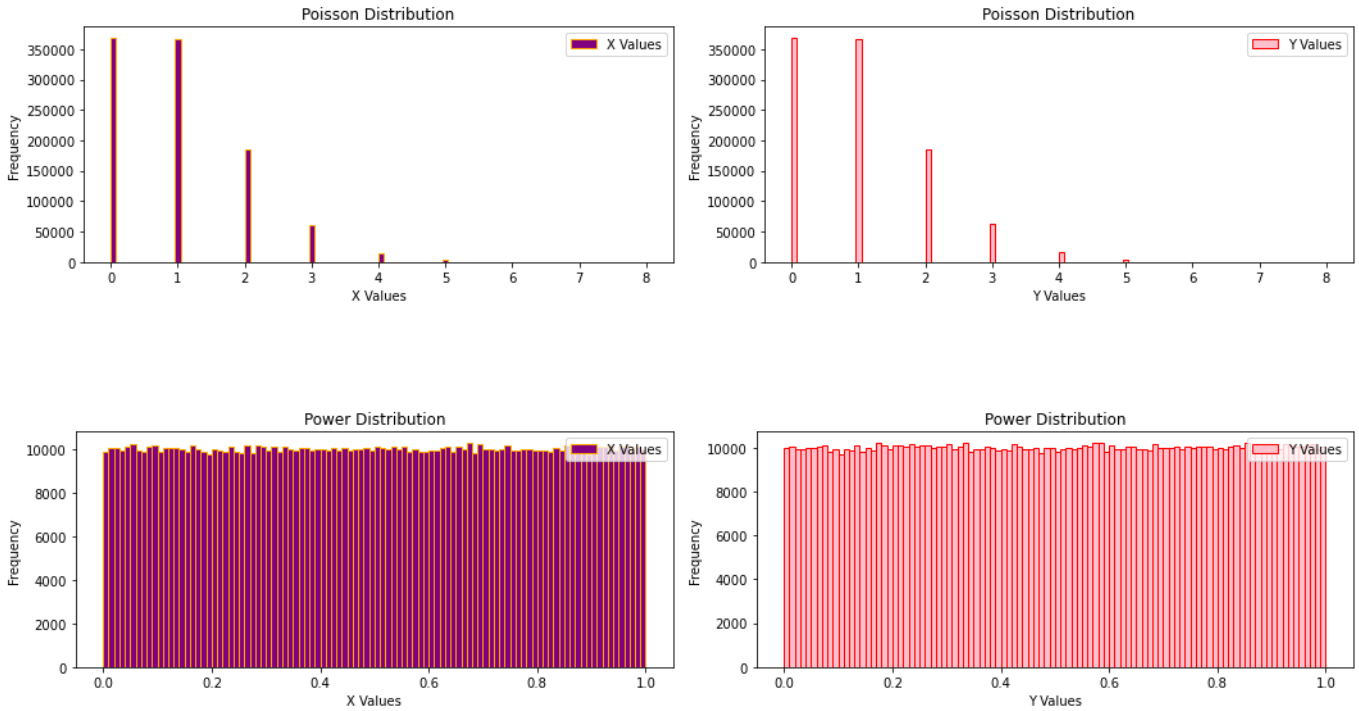 Poisson Distribution
350000
300000
250000
200000
150000
100000
50000
0
Frequency
X Values
0 1 2 3 4 5 6 7 8
X Values
Poisson Distribution
350000
300000
250000
200000
150000
100000
50000
0
Frequency
Y Values
0 1 2 3 4 5 6 7 8
Y Values
Power Distribution
10000
8000
6000
4000
2000
0
Frequency
X Values
0.0 0.2 0.4 0.6 0.8 1.0
X Values
Power Distribution
10000
8000
6000
4000
2000
0
Frequency
Y Values
0.0 0.2 0.4 0.6 0.8 1.0
Y Values